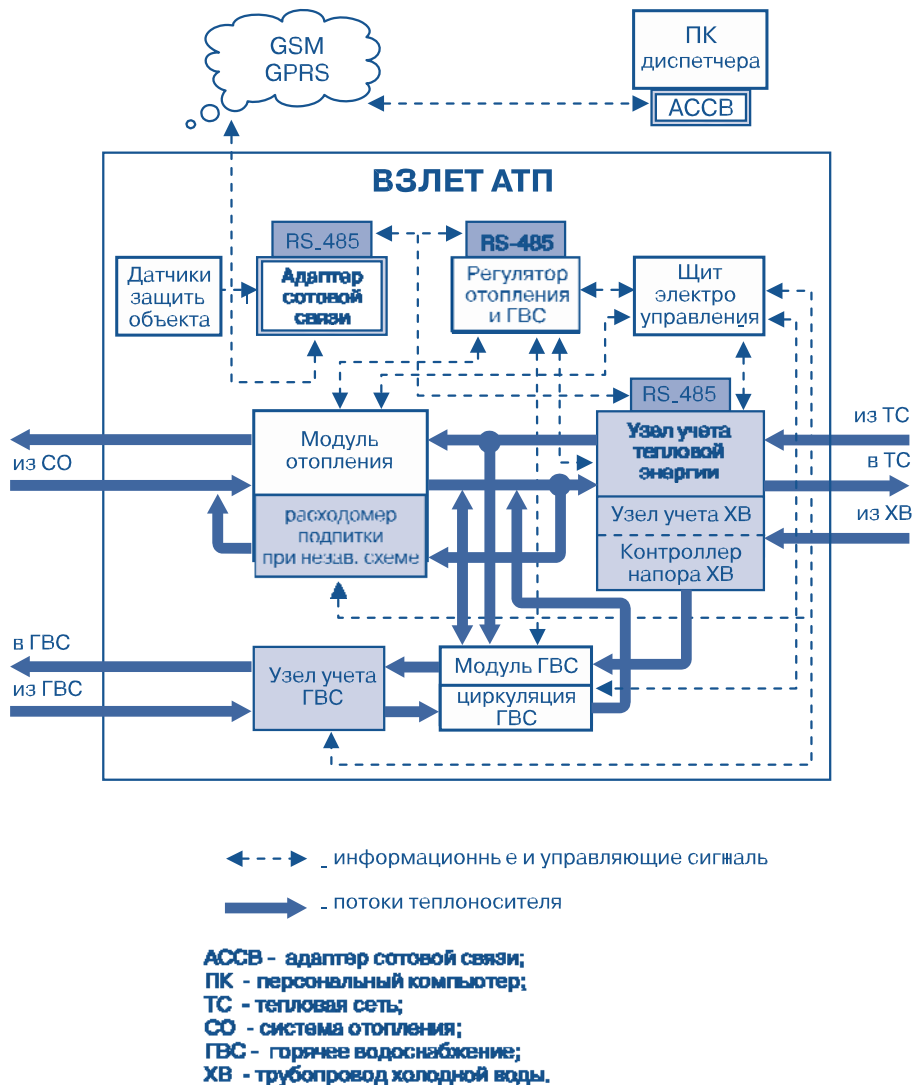 GSM
GPRS
ПК
диспетчера
АССВ
ВЗЛЕТ АТП
RS_485
RS-485
Датчики
защить
объекта
Адаптер
сотовой
связи
Регулятор
отопления
и ГВС
Щит
электро
управления
RS_485
из СО
Модуль
отопления
расходомер
подпитки
при незав. схеме
Узел учета
тепловой
энергии
Узел учета ХВ
Контроллер
напора ХВ
из ТС
в ТС
из ХВ
в ГВС
из ГВС
Узел учета
ГВС
Модуль ГВС
циркуляция
ГВС
_ информационнь е и управляющие сигналь
_ потоки теплоносителя
АССВ - адаптер сотовой связи;
ПК - персональный компьютер;
ТС - тепловая сеть;
СО - система отопления;
ГВС - горячее водоснабжение;
ХВ - трубопровод холодной воды.